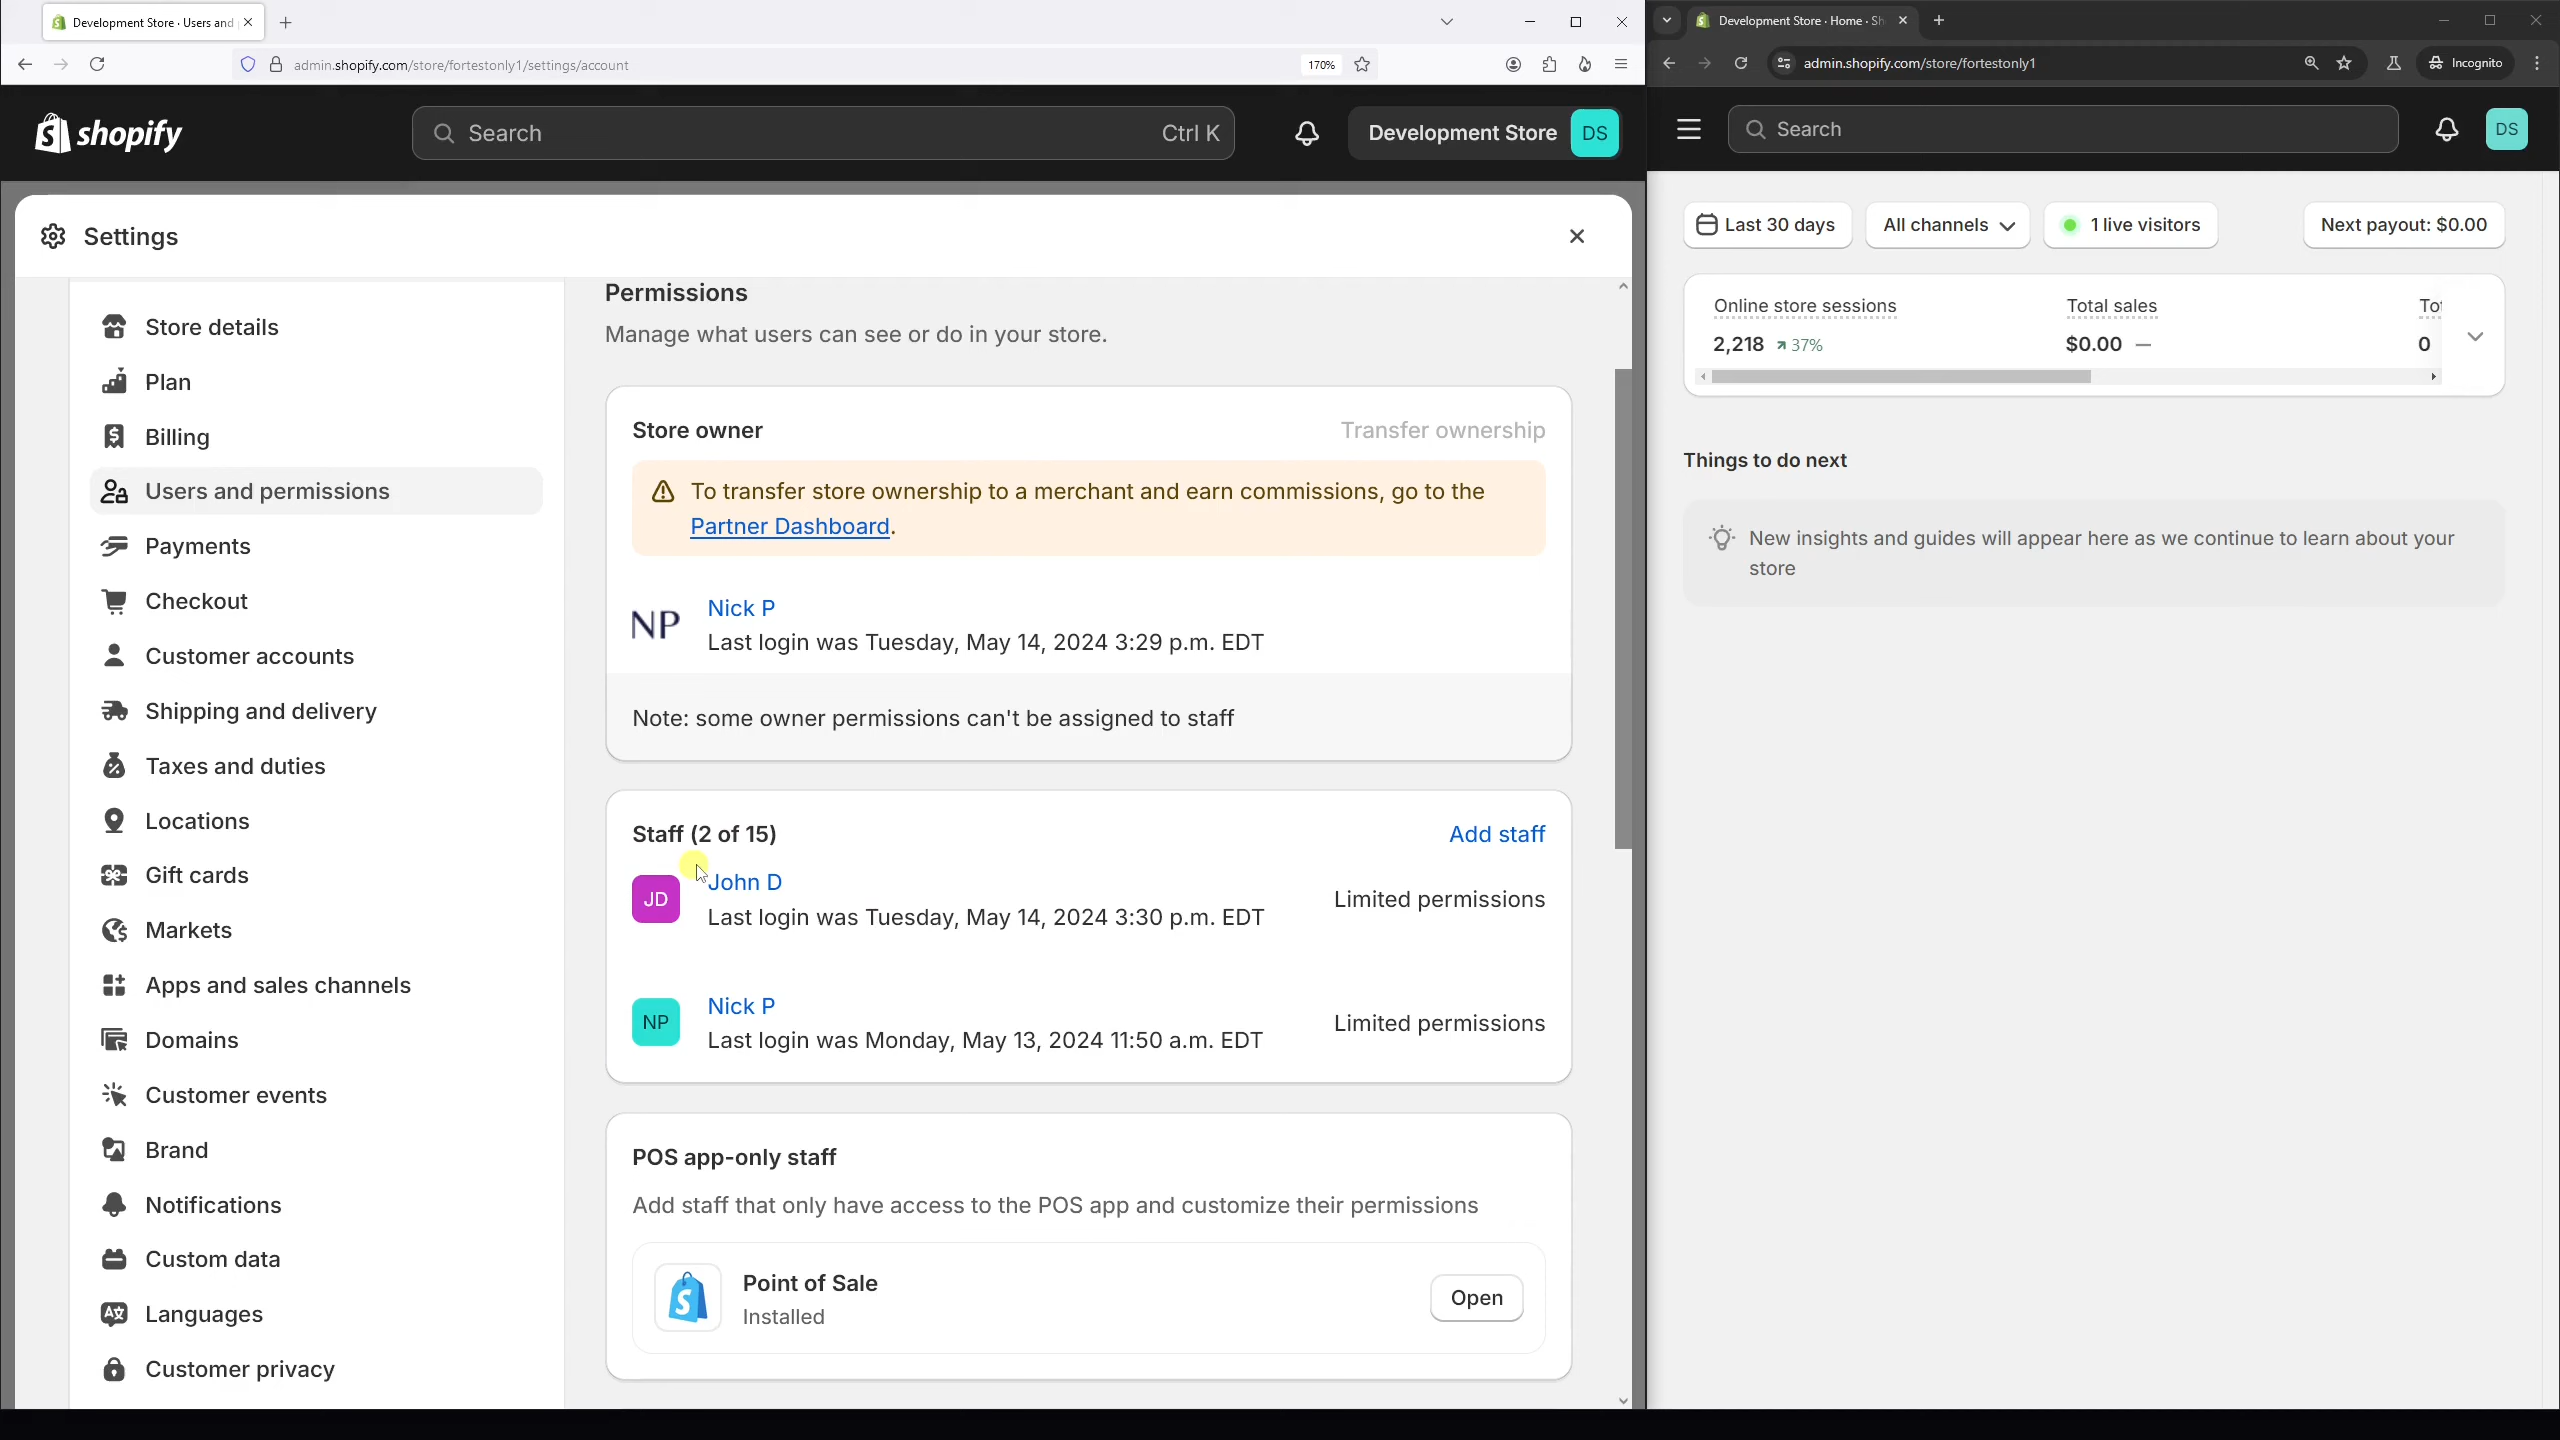 Development Store · Users and
170%
admin.shopify.com/store/fortestonly1/settings/account
shopify
Search
Ctrl K
Development Store
DS
Settings
Store details
Plan
Billing
Users and permissions
Payments
Checkout
Customer accounts
Shipping and delivery
Taxes and duties
Locations
Gift cards
Markets
Apps and sales channels
Domains
Customer events
Brand
Notifications
Custom data
Languages
Customer privacy
Permissions
Manage what users can see or do in your store.
Store owner
Transfer ownership
To transfer store ownership to a merchant and earn commissions, go to the
Partner Dashboard.
NP
Nick P
Last login was Tuesday, May 14, 2024 3:29 p.m. EDT
Note: some owner permissions can't be assigned to staff
Staff (2 of 15)
Add staff
JD
John D
Last login was Tuesday, May 14, 2024 3:30 p.m. EDT
Limited permissions
NP
Nick P
Last login was Monday, May 13, 2024 11:50 a.m. EDT
Limited permissions
POS app-only staff
Add staff that only have access to the POS app and customize their permissions
Point of Sale
Installed
Open
Development Store · Home · Sh
admin.shopify.com/store/fortestonly1
Incognito
Search
DS
Last 30 days
All channels
1 live visitors
Next payout: $0.00
Online store sessions
2,218
37%
Total sales
$0.00 —
Tot
0
Things to do next
New insights and guides will appear here as we continue to learn about your
store